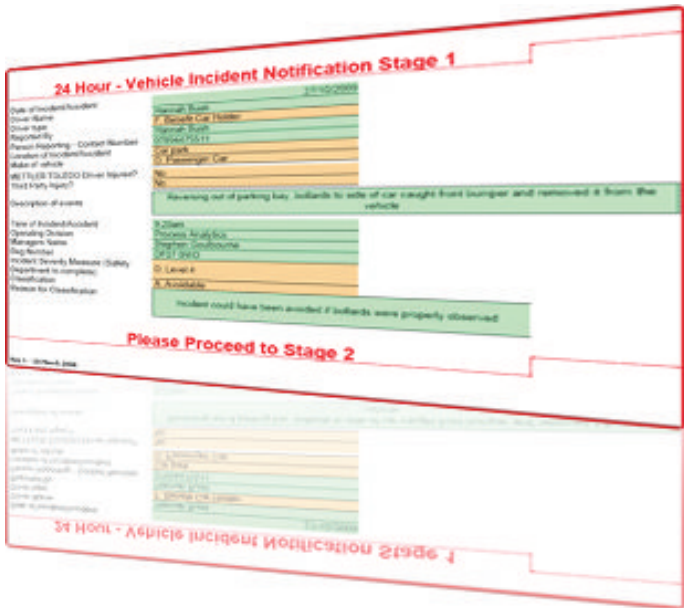 24 Hour - Vehicle Incident Notification Stage 1
Date of Incident/Accident 27/10/2009
Driver Name Hannah Bush
Driver type F. Benefit Car Holder
Reported By Hannah Bush
Person Reporting - Contact Number
Location of Incident/Accident Car park
Make of vehicle D. Passenger Car
METTLER TOLEDO Driver Injured? No
Third Party Injury? No
Description of events Reversing out of parking bay, bollards to side of car caught front bumper and removed it from the
vehicle
Time of Incident/Accident 9.20am
Operating Division Process Analytics
Managers Name Stephen Goulbourne
Reg Number
Incident Severity Measure (Safety
Department to complete) D. Level 4
Classification A. Avoidable
Reason for Classification Incident could have been avoided if bollards were properly observed
Please Proceed to Stage 2